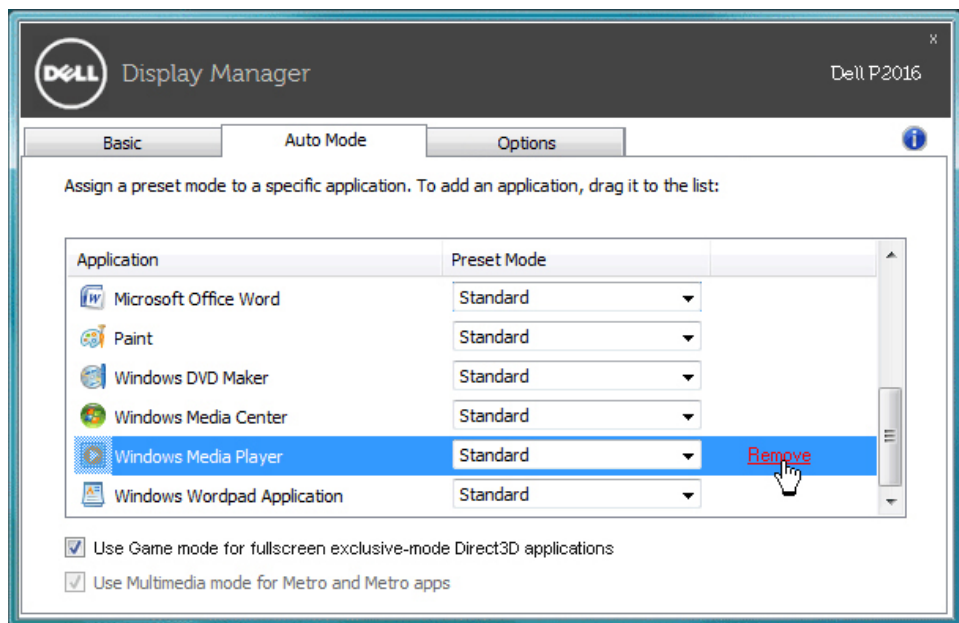 x
DELL Display Manager Dell P2016
Basic Auto Mode Options i
Assign a preset mode to a specific application. To add an application, drag it to the list:
Application Preset Mode
W Microsoft Office Word Standard
Paint Standard
Windows DVD Maker Standard
Windows Media Center Standard
Windows Media Player Standard Remove
Windows Wordpad Application Standard
Use Game mode for fullscreen exclusive-mode Direct3D applications
Use Multimedia mode for Metro and Metro apps